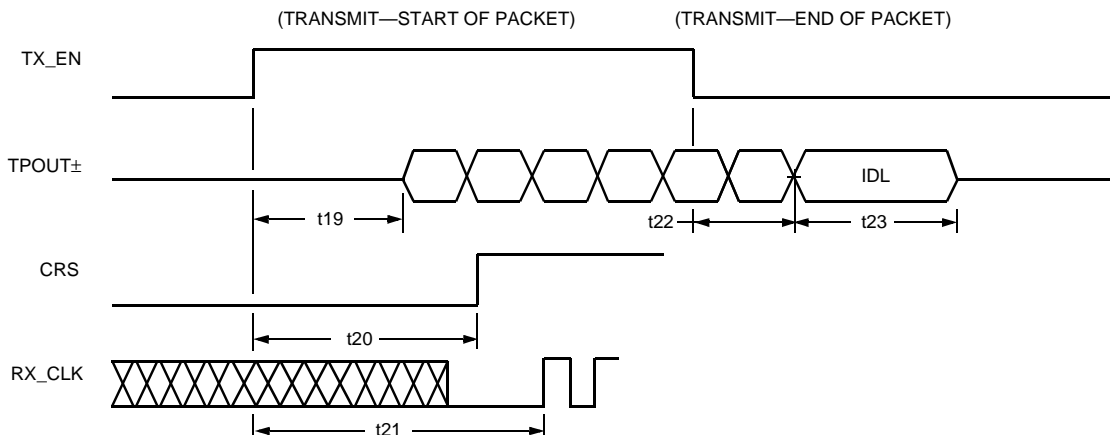 (TRANSMIT—START OF PACKET) (TRANSMIT—END OF PACKET)
TX_EN
TPOUT±
IDL
t19
t22
t23
CRS
t20
RX_CLK
t21